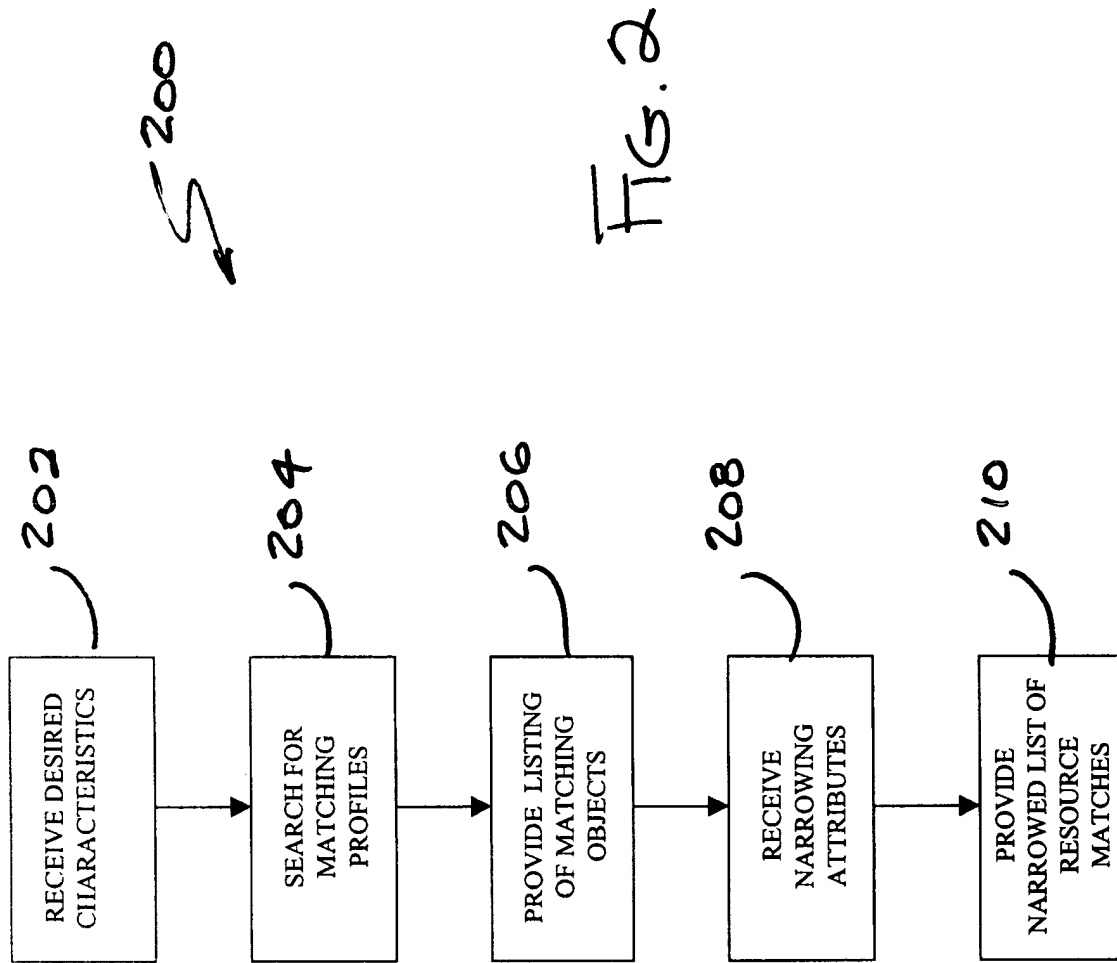 200
202
RECEIVE DESIRED
CHARACTERISTICS
204
SEARCH FOR
MATCHING
PROFILES
206
PROVIDE LISTING
OF MATCHING
OBJECTS
208
RECEIVE
NARROWING
ATTRIBUTES
210
PROVIDE
NARROWED LIST OF
RESOURCE
MATCHES
FIG. 2